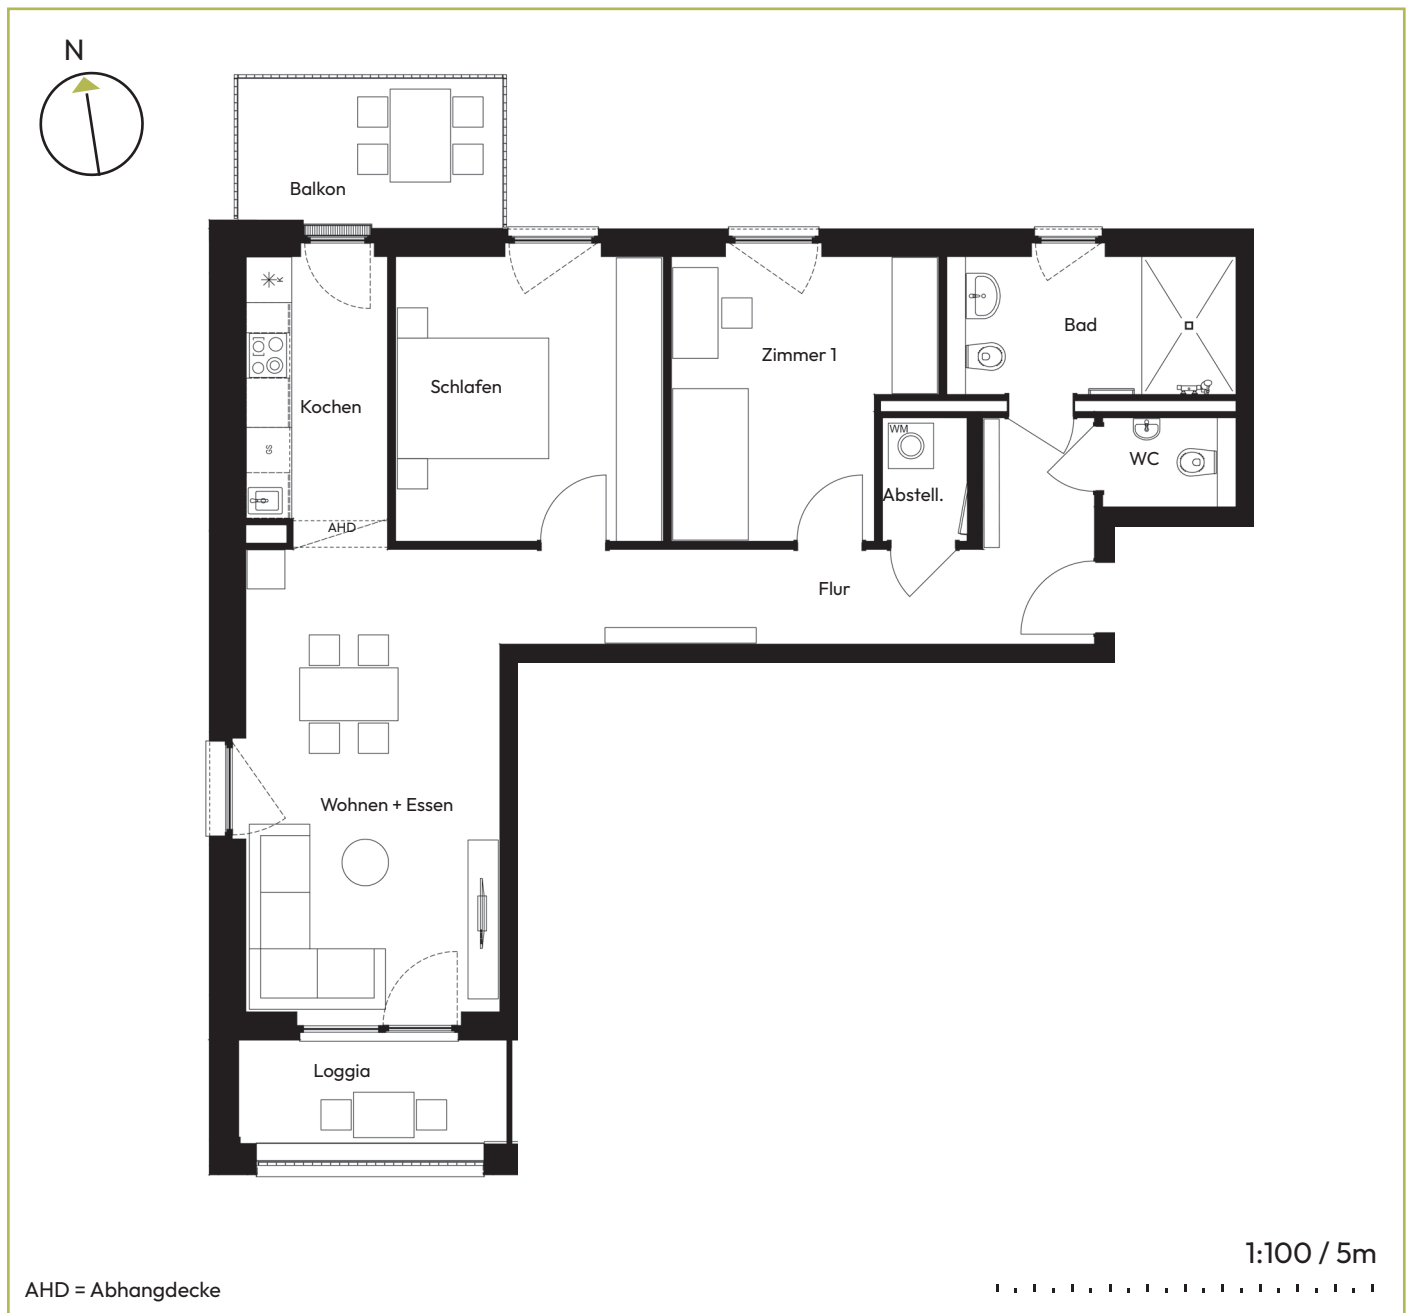 N
Balkon
K
Bad
Zimmer 1
Schlafen
Kochen
WM
GS
WC
Abstell.
AHD
Flur
Wohnen + Essen
Loggia
1:100 / 5m
AHD = Abhangdecke